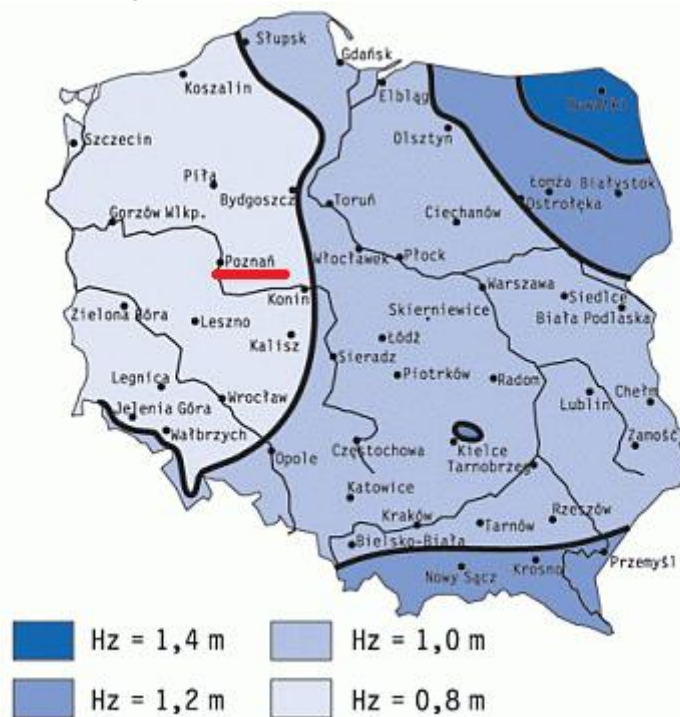 Słupsk
Gdańsk
Koszalin
Elbląg
Suwałki
Olsztyn
Szczecin
Piła
Bydgoszcz
Łomża Białystok
Ostrołęka
Toruń
Ciechanów
Gorzów Wlkp.
Włocławek
Płock
Poznań
Warszawa
Konin
Siedlce
Skierniewice
Biała Podlaska
Zielona Góra
Leszno
Kalisz
Łódź
Sieradz
Piotrków
Radom
Legnica
Wrocław
Lublin
Chełm
Jelenia Góra
Wałbrzych
Częstochowa
Kielce
Zamość
Opole
Tarnobrzeg
Katowice
Kraków
Tarnów
Rzeszów
Bielsko-Biała
Przemyśl
Nowy Sącz
Krosno
Hz = 1,4 m
Hz = 1,0 m
Hz = 1,2 m
Hz = 0,8 m